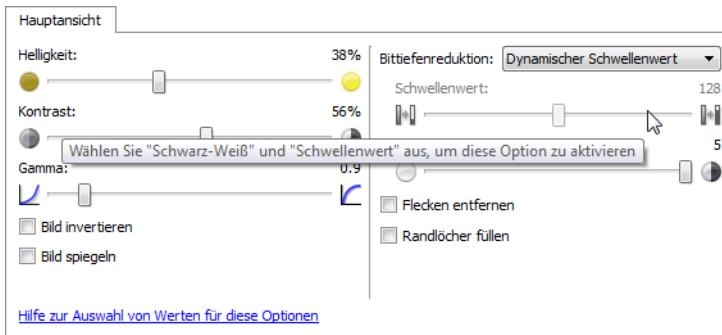 Hauptansicht
Helligkeit:
38%
Kontrast:
56%
Wählen Sie "Schwarz-Weiß" und "Schwellenwert" aus, um diese Option zu aktivieren
Gamma:
0.9
Bild invertieren
Bild spiegeln
Bittiefenreduktion: Dynamischer Schwellenwert
Schwellenwert:
128
5
Flecken entfernen
Randlöcher füllen
Hilfe zur Auswahl von Werten für diese Optionen